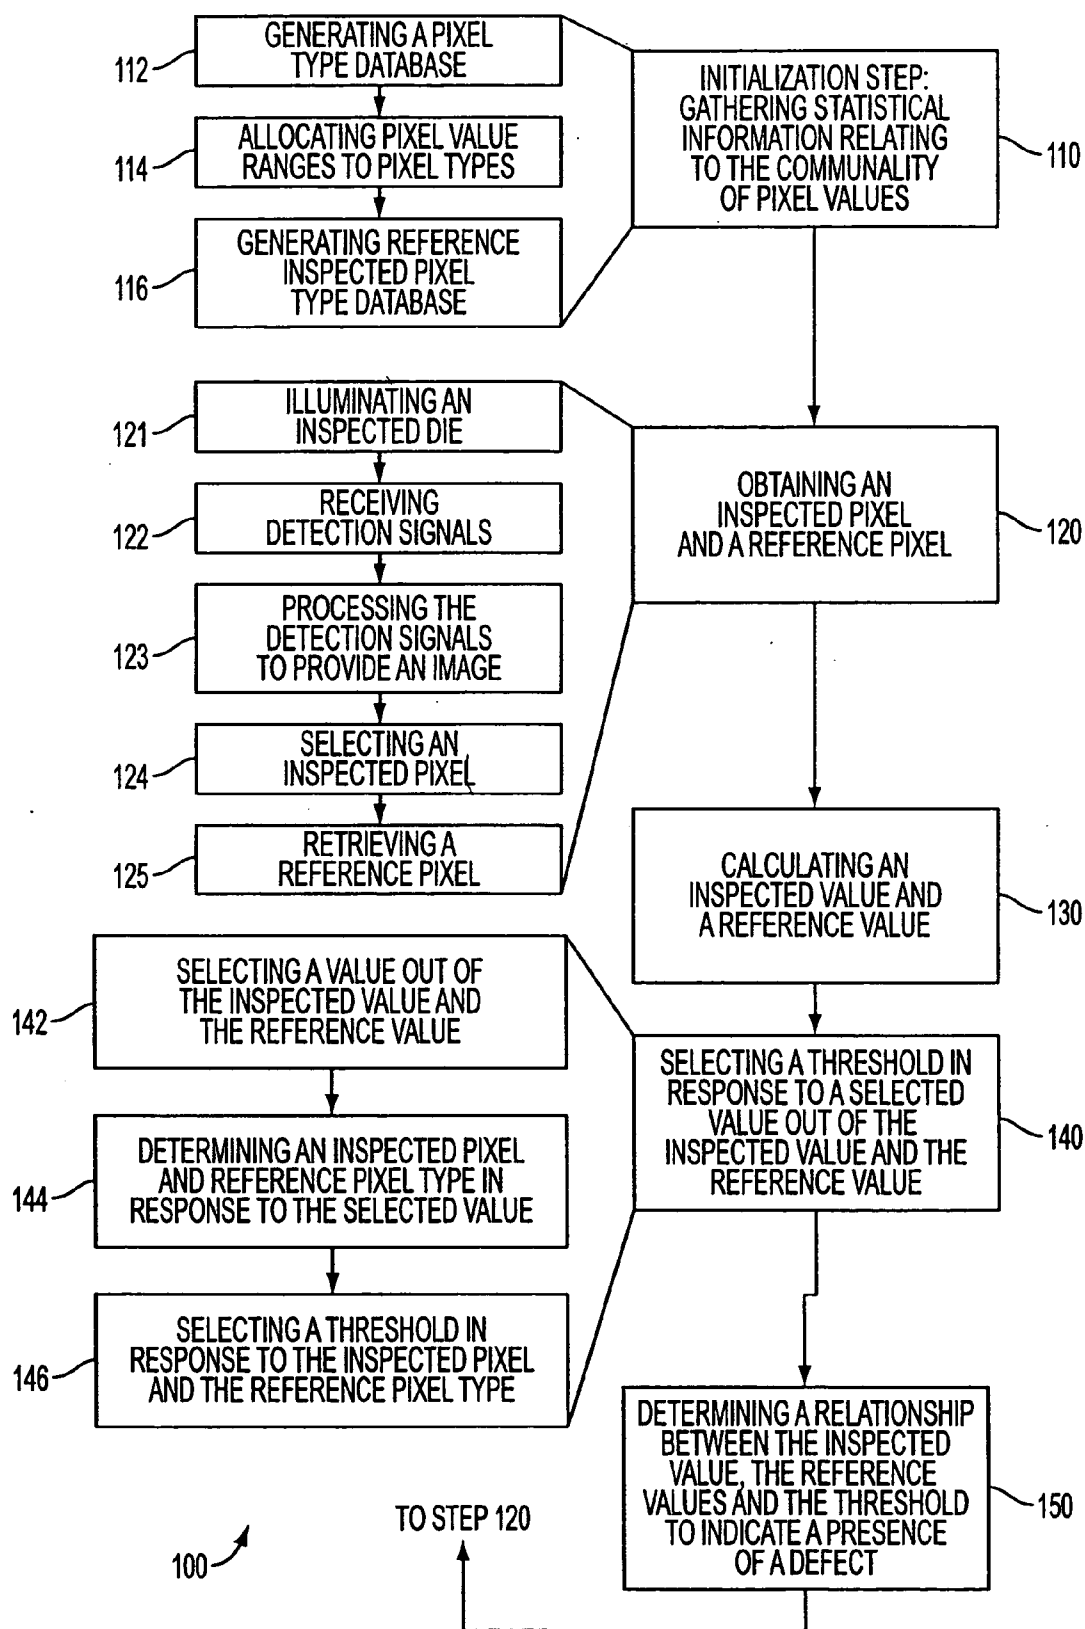 GENERATING A PIXEL
TYPE DATABASE
112
ALLOCATING PIXEL VALUE
RANGES TO PIXEL TYPES
114
GENERATING REFERENCE
INSPECTED PIXEL
TYPE DATABASE
116
INITIALIZATION STEP:
GATHERING STATISTICAL
INFORMATION RELATING
TO THE COMMUNALITY
OF PIXEL VALUES
110
ILLUMINATING AN
INSPECTED DIE
121
RECEIVING
DETECTION SIGNALS
122
PROCESSING THE
DETECTION SIGNALS
TO PROVIDE AN IMAGE
123
SELECTING AN
INSPECTED PIXEL
124
RETRIEVING A
REFERENCE PIXEL
125
OBTAINING AN
INSPECTED PIXEL
AND A REFERENCE PIXEL
120
CALCULATING AN
INSPECTED VALUE AND
A REFERENCE VALUE
130
SELECTING A VALUE OUT OF
THE INSPECTED VALUE AND
THE REFERENCE VALUE
142
DETERMINING AN INSPECTED PIXEL
AND REFERENCE PIXEL TYPE IN
RESPONSE TO THE SELECTED VALUE
144
SELECTING A THRESHOLD IN
RESPONSE TO THE INSPECTED PIXEL
AND THE REFERENCE PIXEL TYPE
146
SELECTING A THRESHOLD IN
RESPONSE TO A SELECTED
VALUE OUT OF THE
INSPECTED VALUE AND THE
REFERENCE VALUE
140
DETERMINING A RELATIONSHIP
BETWEEN THE INSPECTED
VALUE, THE REFERENCE
VALUES AND THE THRESHOLD
TO INDICATE A PRESENCE
OF A DEFECT
150
TO STEP 120
100